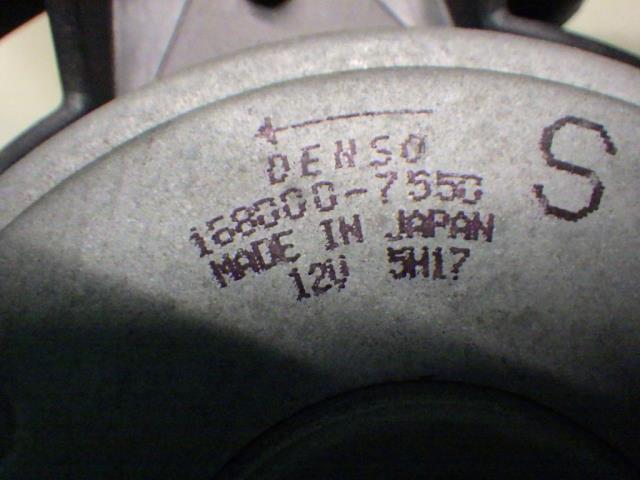 DENSO
168000-7550
MADE IN JAPAN
12V 5H17
S